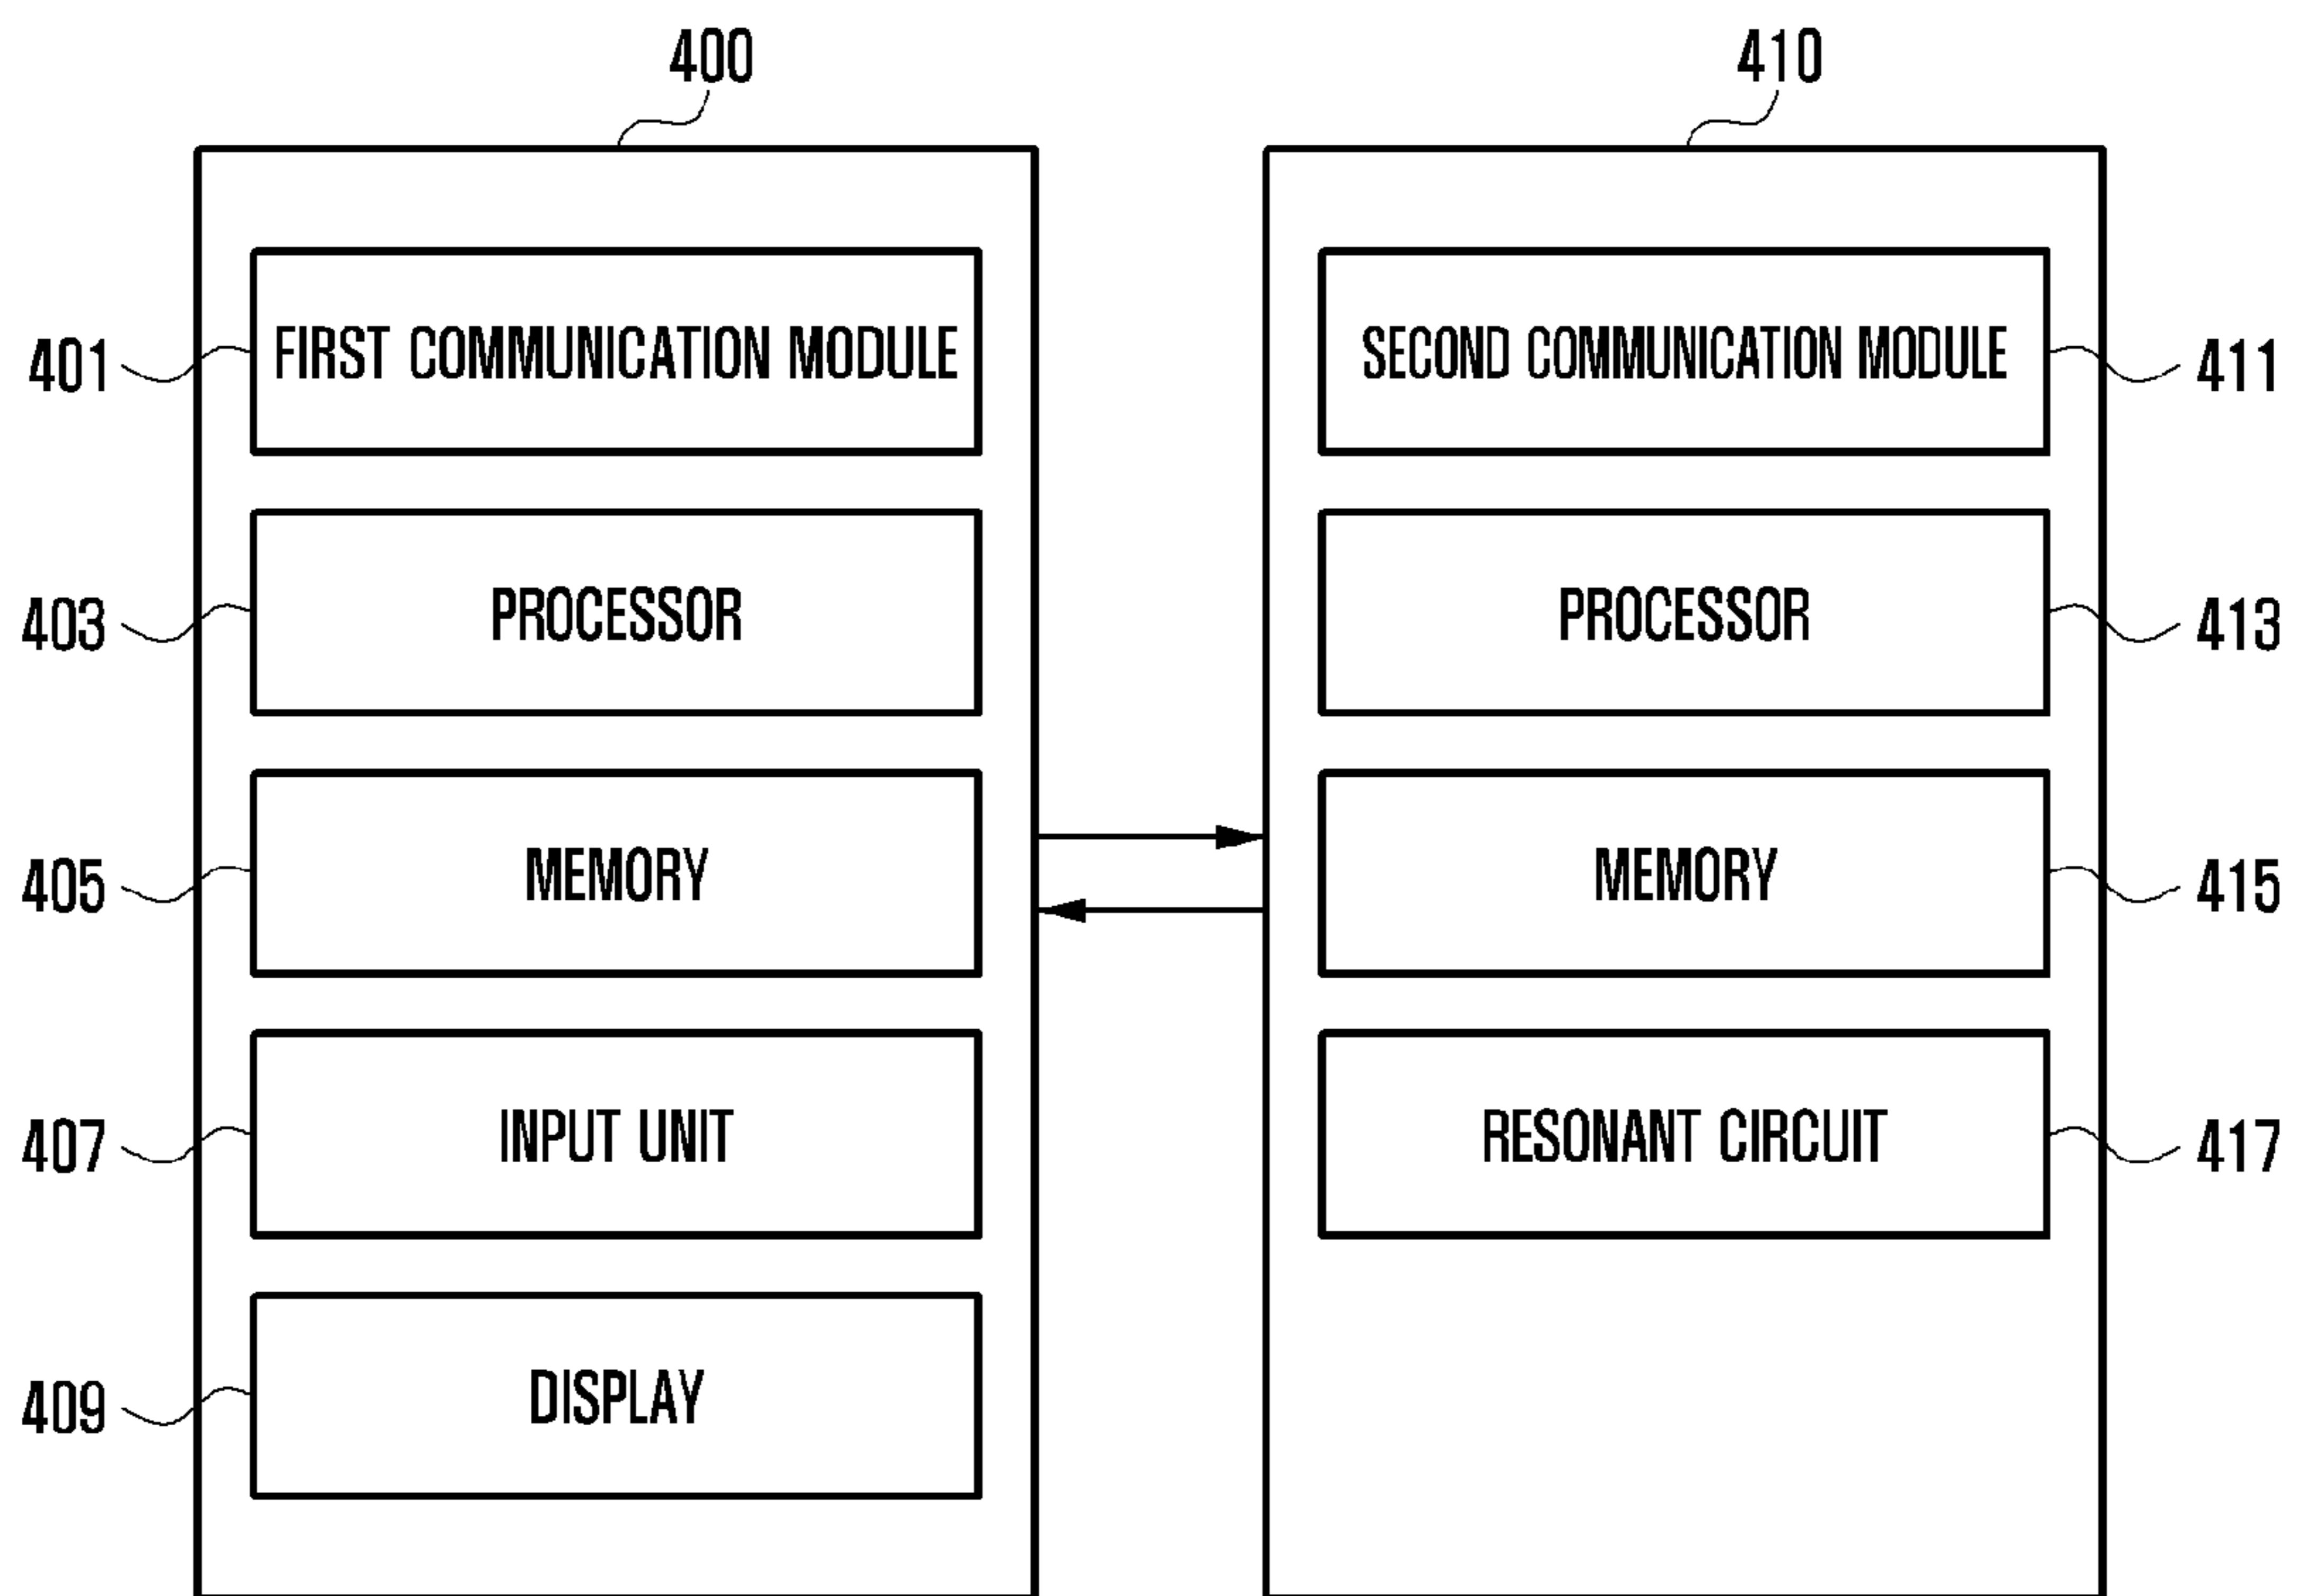 400
410
401
FIRST COMMUNICATION MODULE
SECOND COMMUNICATION MODULE
411
403
PROCESSOR
PROCESSOR
413
405
MEMORY
MEMORY
415
407
INPUT UNIT
RESONANT CIRCUIT
417
409
DISPLAY